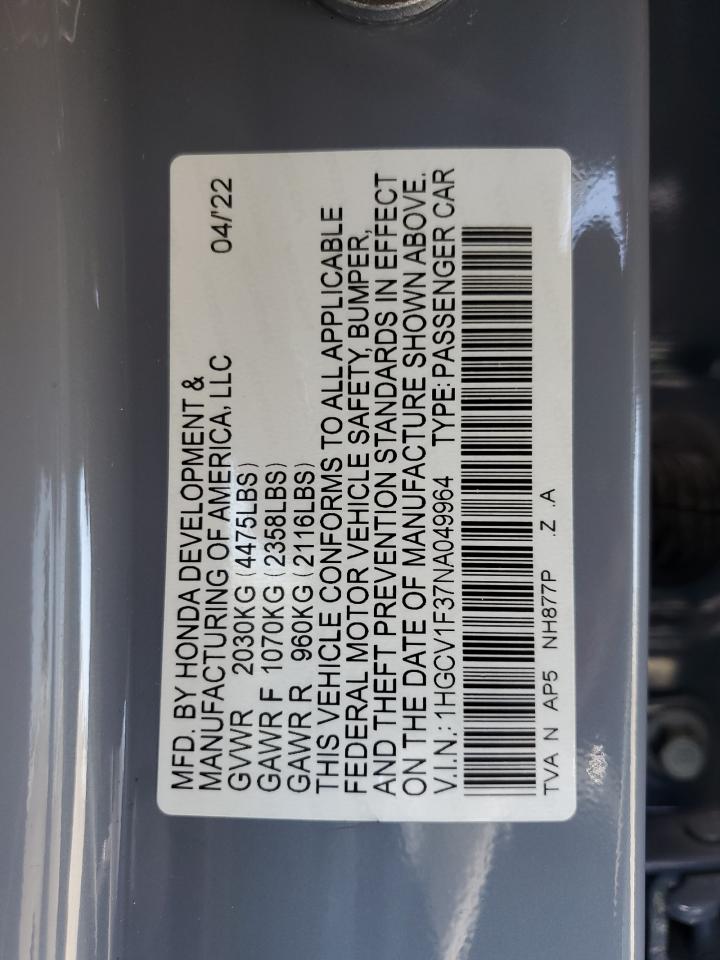 MFD. BY HONDA DEVELOPMENT &
MANUFACTURING OF AMERICA, LLC 04/'22
GVWR 2030KG (4475LBS)
GAWR F 1070KG (2358LBS)
GAWR R 960KG (2116LBS)
THIS VEHICLE CONFORMS TO ALL APPLICABLE
FEDERAL MOTOR VEHICLE SAFETY, BUMPER,
AND THEFT PREVENTION STANDARDS IN EFFECT
ON THE DATE OF MANUFACTURE SHOWN ABOVE.
V.I.N.: 1HGCV1F37NA049964 TYPE: PASSENGER CAR
TVA N AP5 NH877P .Z .A